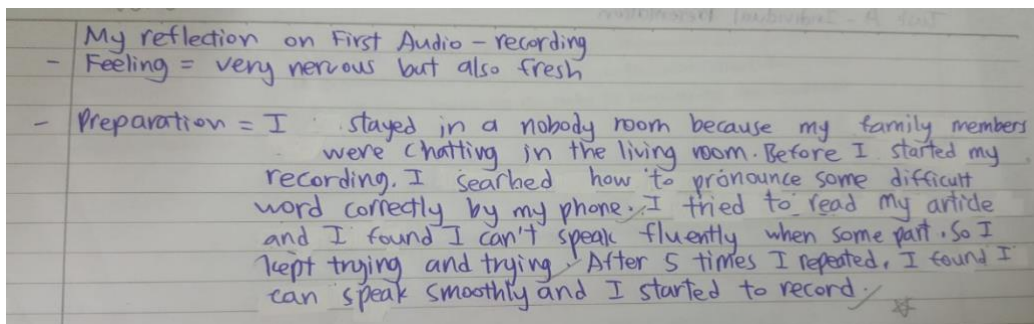 My reflection on First Audio - recording
- Feeling = very nervous but also fresh
- Preparation = I stayed in a nobody room because my family members
were chatting in the living room. Before I started my
recording. I searhed how to pronounce some difficult
word correctly by my phone. I tried to read my article
and I found I can't speak fluently when some part. So I
kept trying and trying. After 5 times I repeated, I found I
can speak smoothly and I started to record.